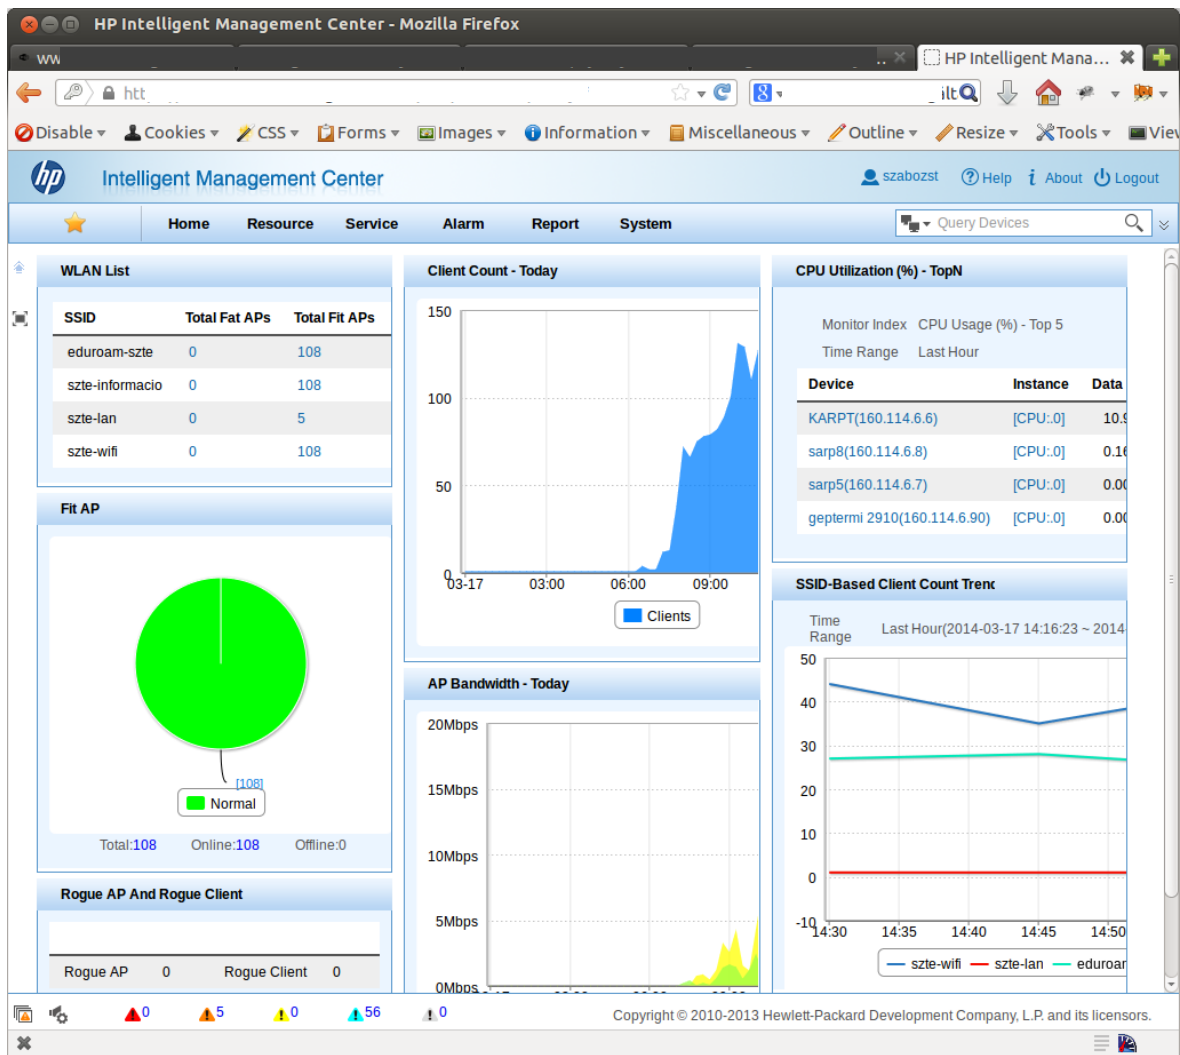 HP Intelligent Management Center - Mozilla Firefox
HP Intelligent Mana...
Disable Cookies CSS Forms Images Information Miscellaneous Outline Resize Tools
hp Intelligent Management Center szabozst Help About Logout
Home Resource Service Alarm Report System Query Devices
WLAN List
SSID Total Fat APs Total Fit APs
eduroam-szte 0 108
szte-informacio 0 108
szte-lan 0 5
szte-wifi 0 108
Fit AP
[108]
Normal
Total:108 Online:108 Offline:0
Rogue AP And Rogue Client
Rogue AP 0 Rogue Client 0
Client Count - Today
150
100
50
0
03-17 03:00 06:00 09:00
Clients
AP Bandwidth - Today
20Mbps
15Mbps
10Mbps
5Mbps
0Mbps
CPU Utilization (%) - TopN
Monitor Index CPU Usage (%) - Top 5
Time Range Last Hour
Device Instance Data
KARPT(160.114.6.6) [CPU:.0] 10.9
sarp8(160.114.6.8) [CPU:.0] 0.16
sarp5(160.114.6.7) [CPU:.0] 0.00
geptermi 2910(160.114.6.90) [CPU:.0] 0.00
SSID-Based Client Count Trend
Time
Range
Last Hour(2014-03-17 14:16:23 ~ 2014-
50
40
30
20
10
0
-10
14:30 14:35 14:40 14:45 14:50
szte-wifi szte-lan eduroam
0 5 0 56 0 Copyright © 2010-2013 Hewlett-Packard Development Company, L.P. and its licensors.